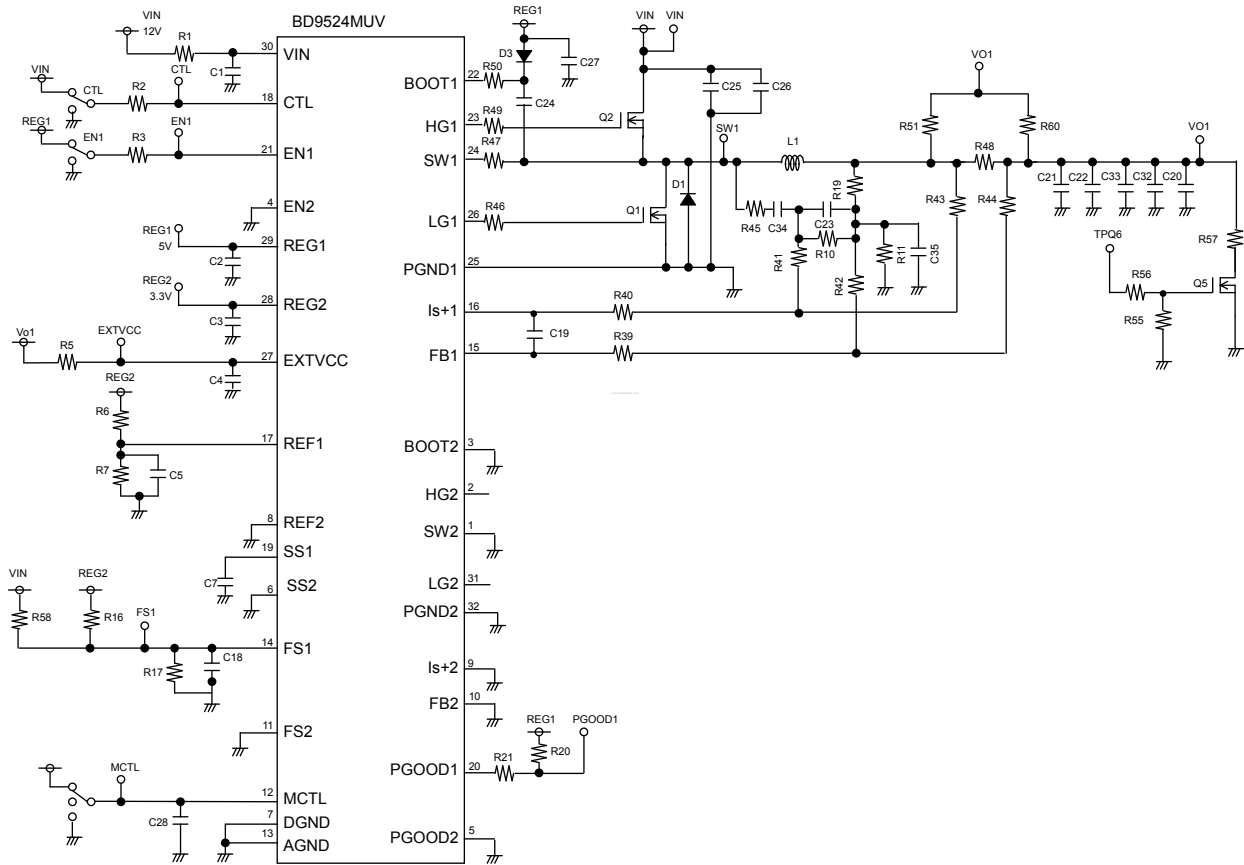 BD9524MUV
VIN
12V
R1
30
VIN
C1
VIN
CTL
R2
CTL
18
CTL
REG1
EN1
R3
EN1
21
EN1
4
EN2
REG1
5V
29
REG1
C2
REG2
3.3V
28
REG2
C3
Vo1
R5
EXTVCC
27
EXTVCC
C4
REG2
R6
17
REF1
R7
C5
8
REF2
19
SS1
C7
6
SS2
VIN
REG2
R58
R16
FS1
14
FS1
R17
C18
11
FS2
MCTL
12
MCTL
C28
7
DGND
13
AGND
REG1
D3
C27
BOOT1
22
R50
C24
HG1
23
R49
SW1
24
R47
LG1
26
R46
PGND1
25
Is+1
16
R40
C19
FB1
15
R39
VIN
VIN
C25
C26
Q2
SW1
L1
D1
Q1
R45
C34
C23
R10
R41
R19
R42
R11
C35
VO1
R51
R60
R48
R43
R44
VO1
C21
C22
C33
C32
C20
R57
TPQ6
R56
R55
Q5
BOOT2
3
HG2
2
SW2
1
LG2
31
PGND2
32
Is+2
9
FB2
10
REG1
PGOOD1
R20
PGOOD1
20
R21
PGOOD2
5